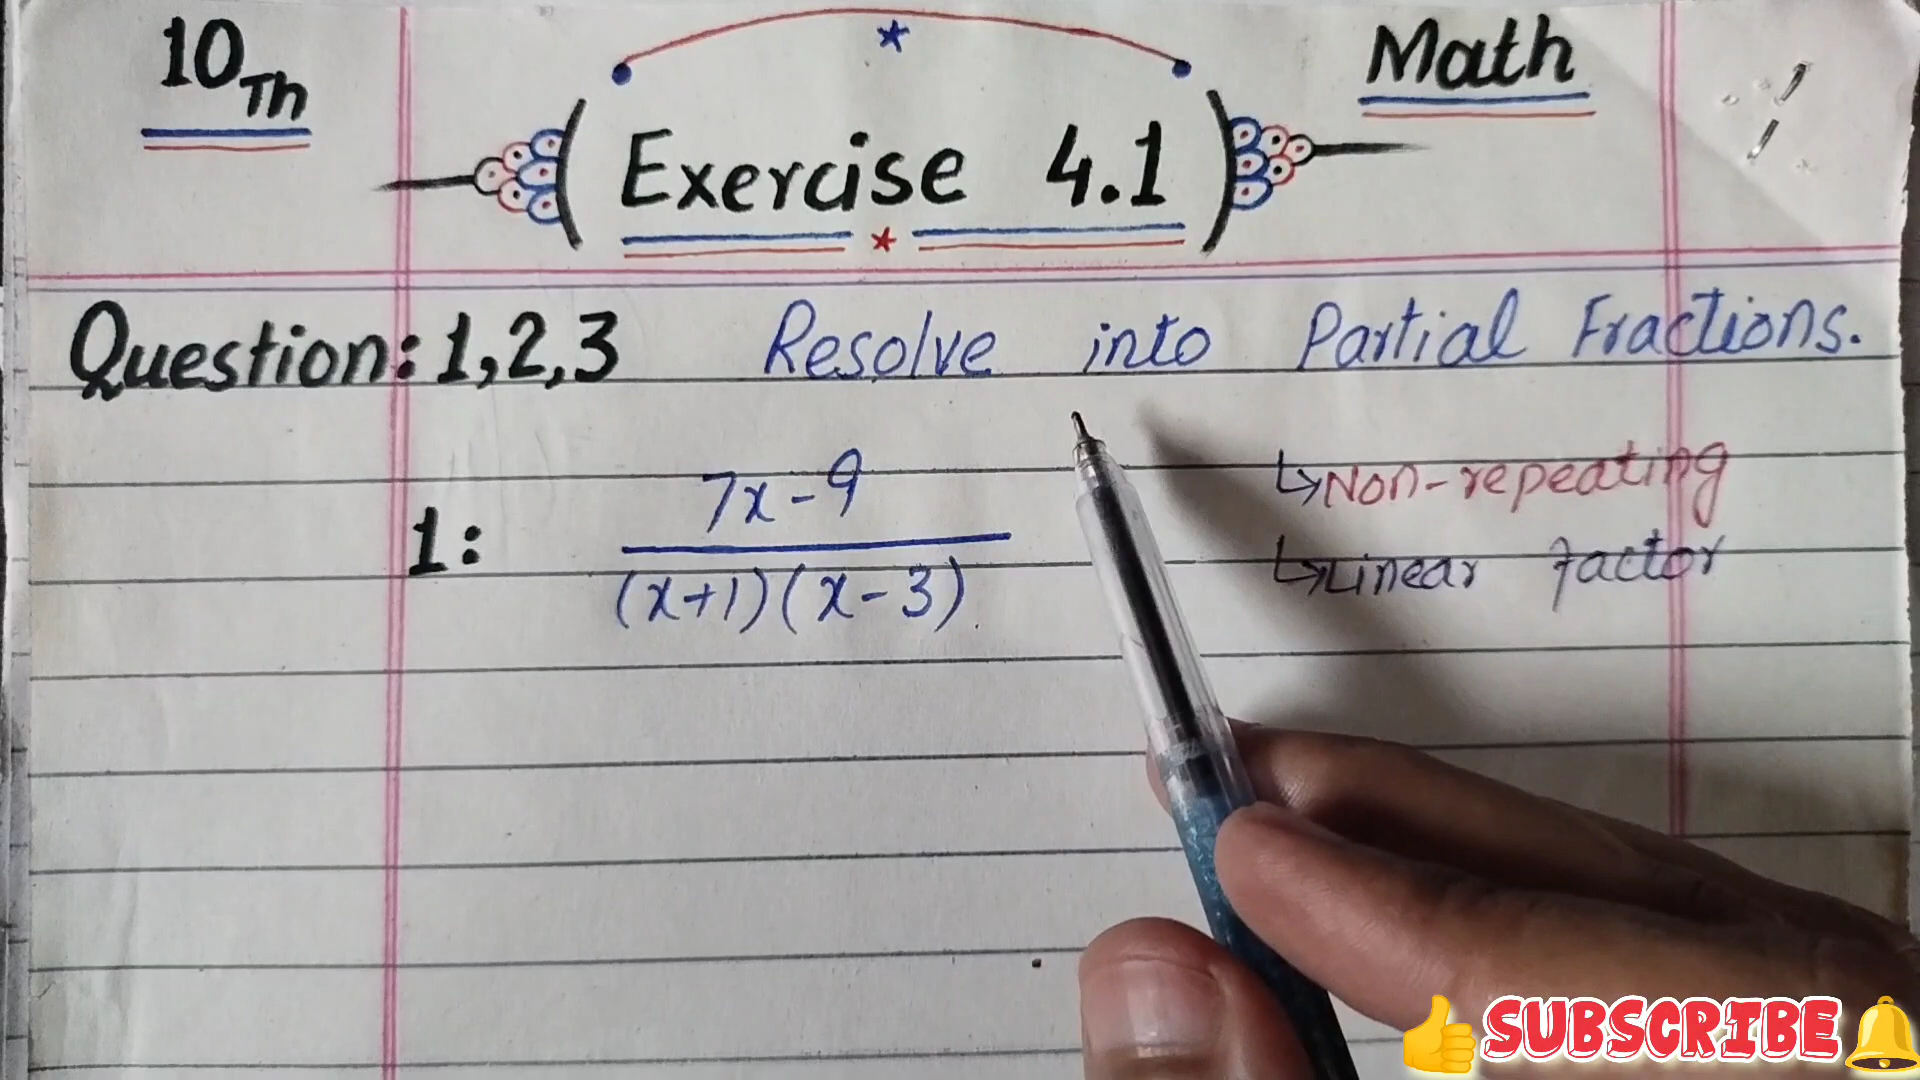 10Th
Math
Exercise 4.1
Question: 1,2,3 Resolve into Partial Fractions.
↳Non-repeating
↳Linear factor
1: 7x-9
(x+1)(x-3)
SUBSCRIBE